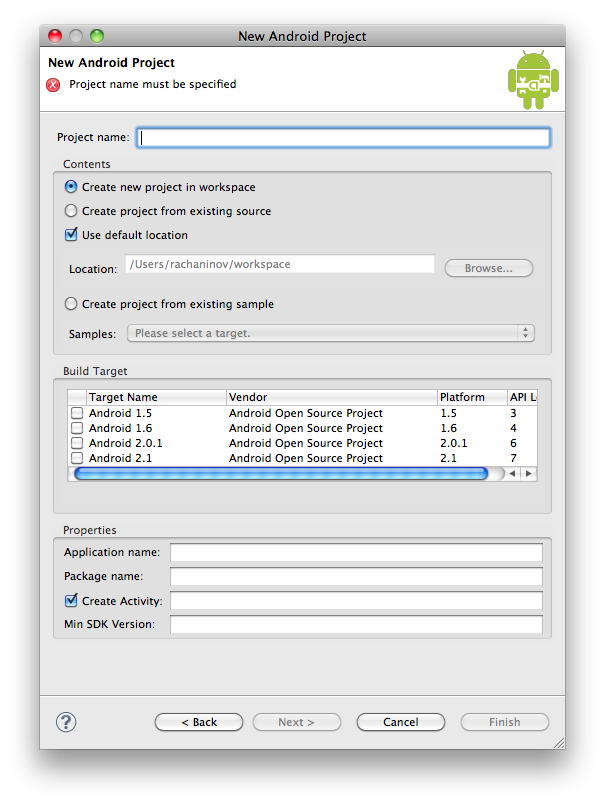 New Android Project
New Android Project
Project name must be specified
Project name:
Contents
Create new project in workspace
Create project from existing source
Use default location
Location: /Users/rachaninov/workspace Browse...
Create project from existing sample
Samples: Please select a target.
Build Target
Target Name Vendor Platform API Le
Android 1.5 Android Open Source Project 1.5 3
Android 1.6 Android Open Source Project 1.6 4
Android 2.0.1 Android Open Source Project 2.0.1 6
Android 2.1 Android Open Source Project 2.1 7
Properties
Application name:
Package name:
Create Activity:
Min SDK Version:
? < Back Next > Cancel Finish